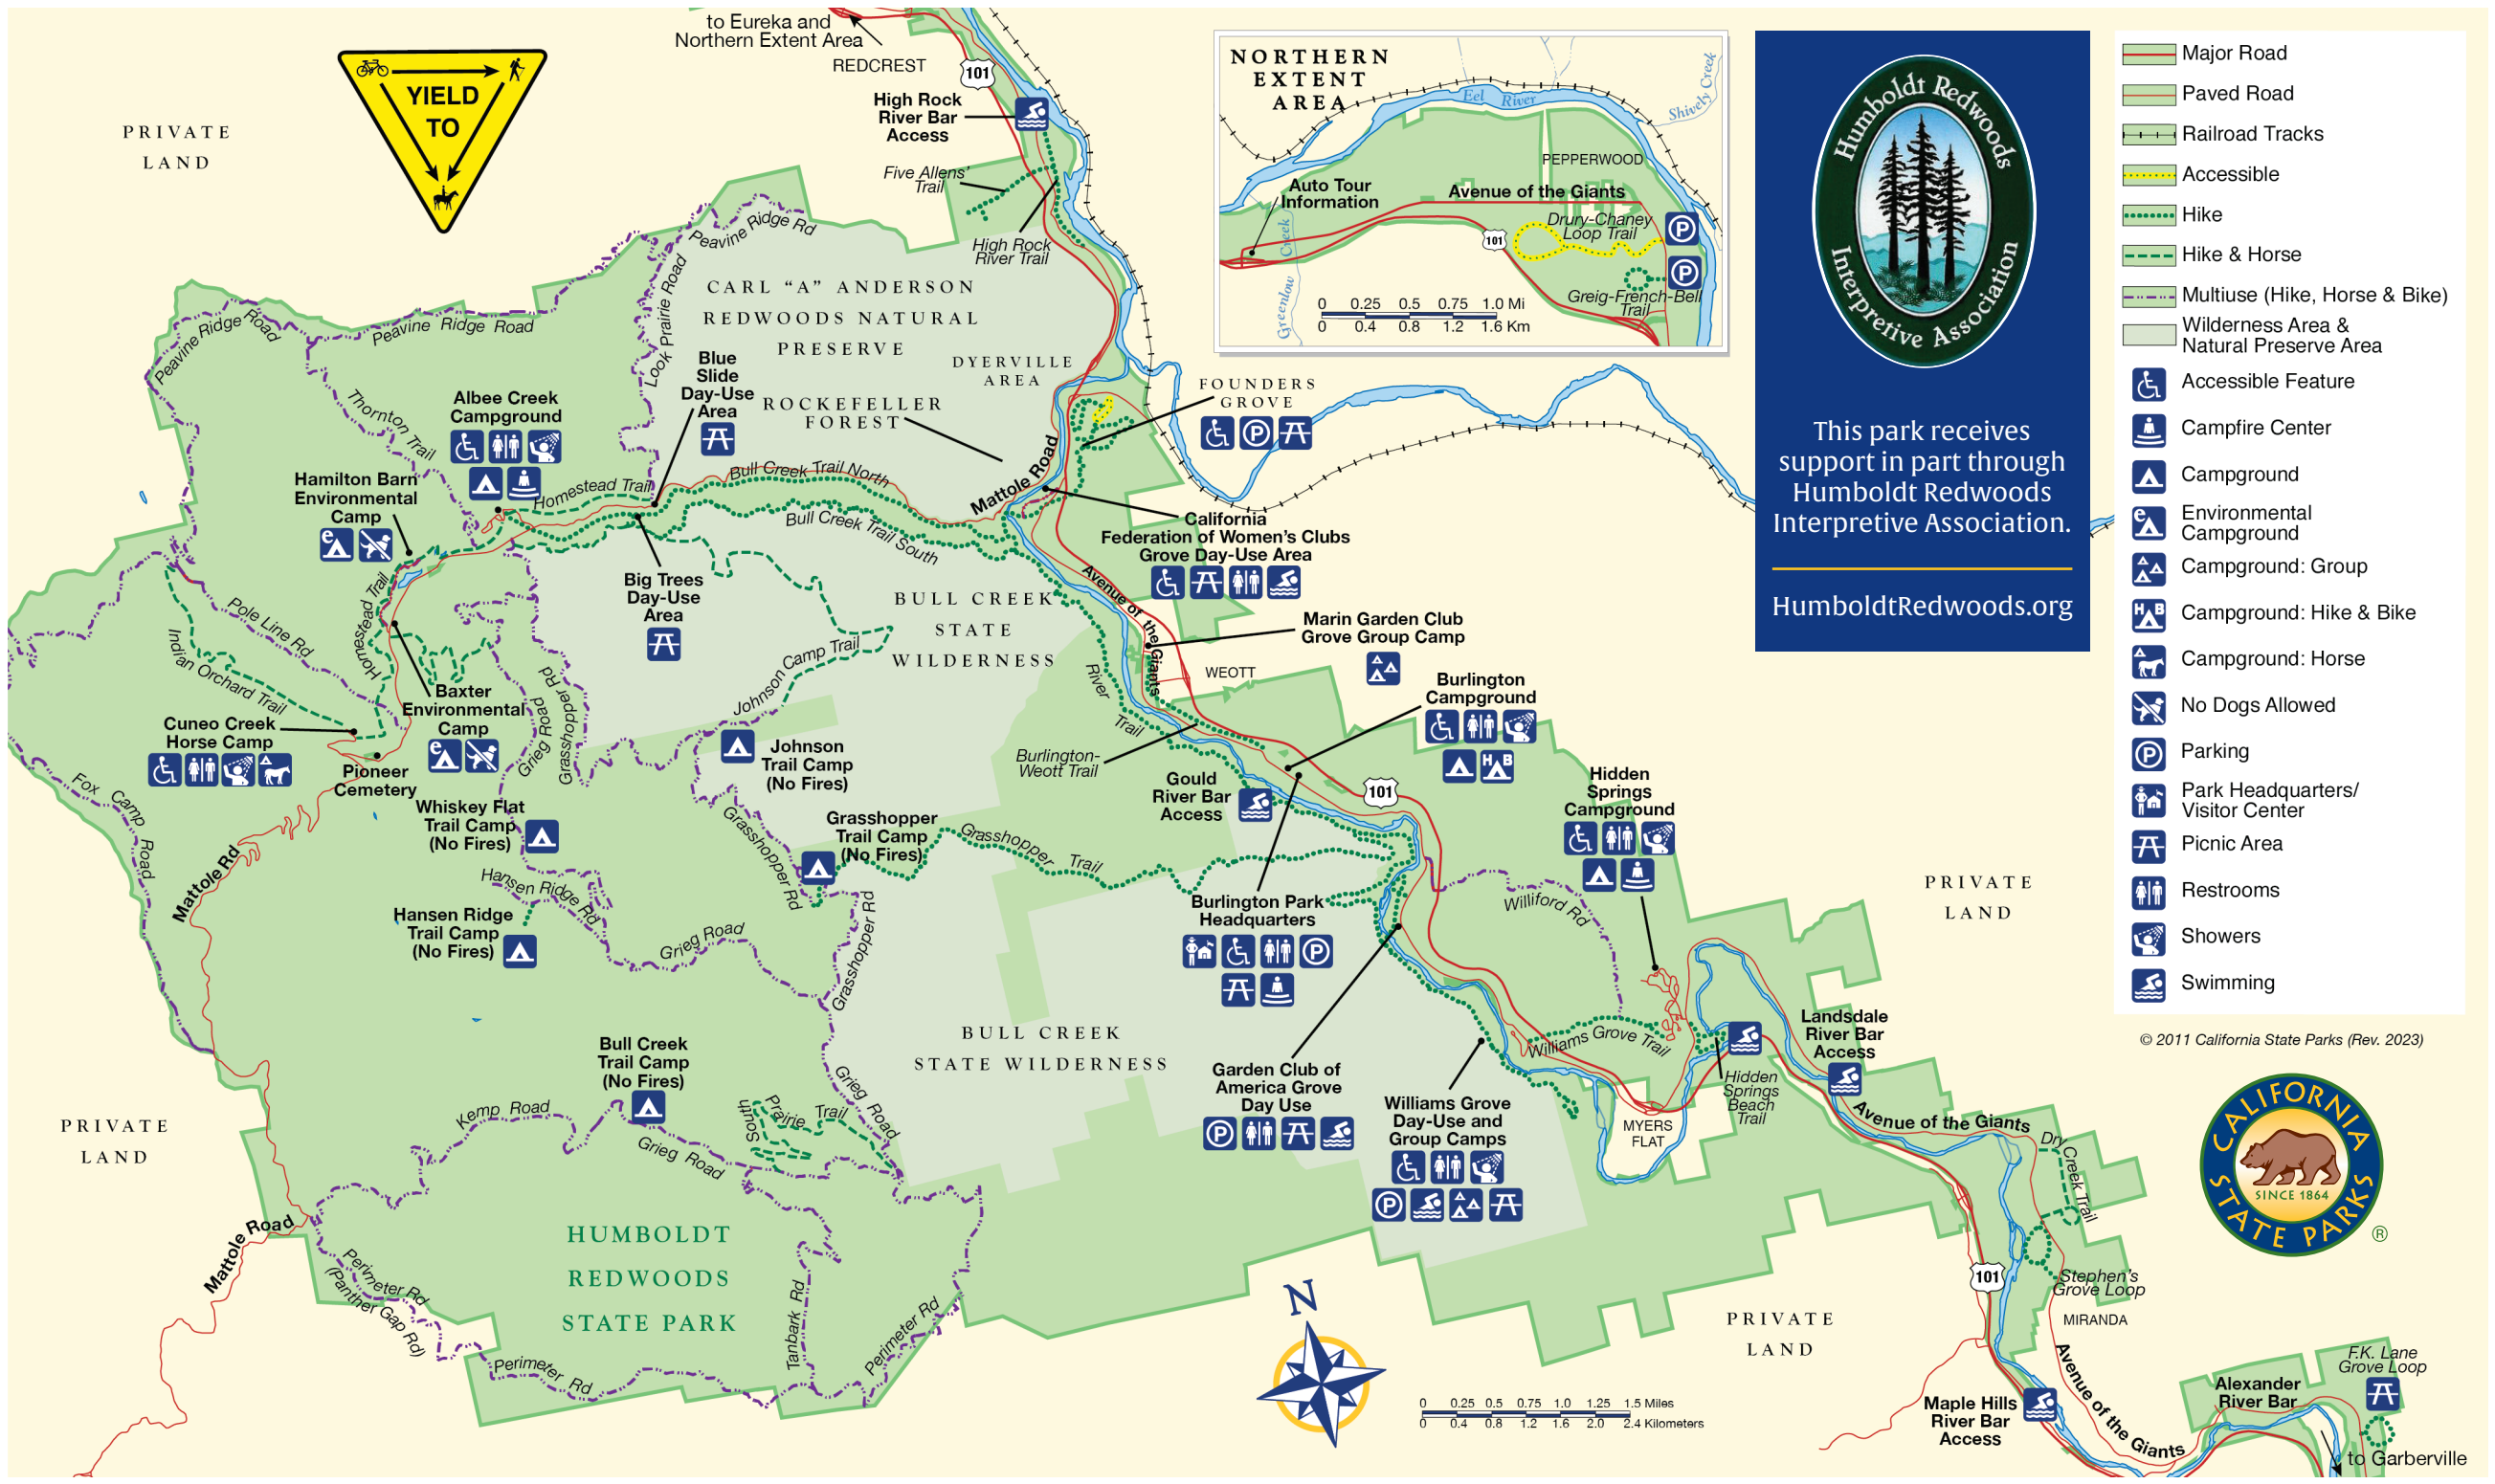 to Eureka and
Northern Extent Area
REDCREST
101
High Rock
River Bar
Access
Five Allens'
Trail
High Rock
River Trail
PRIVATE
LAND
YIELD
TO
NORTHERN
EXTENT
AREA
Eel River
Shively Creek
PEPPERWOOD
Auto Tour
Information
Avenue of the Giants
Drury-Chaney
Loop Trail
101
Greenlow Creek
Greig-French-Bell
Trail
0 0.25 0.5 0.75 1.0 Mi
0 0.4 0.8 1.2 1.6 Km
Humboldt Redwoods
Interpretive Association
This park receives
support in part through
Humboldt Redwoods
Interpretive Association.
HumboldtRedwoods.org
Major Road
Paved Road
Railroad Tracks
Accessible
Hike
Hike & Horse
Multiuse (Hike, Horse & Bike)
Wilderness Area &
Natural Preserve Area
Accessible Feature
Campfire Center
Campground
Environmental
Campground
Campground: Group
Campground: Hike & Bike
Campground: Horse
No Dogs Allowed
Parking
Park Headquarters/
Visitor Center
Picnic Area
Restrooms
Showers
Swimming
© 2011 California State Parks (Rev. 2023)
CALIFORNIA
STATE PARKS
SINCE 1864
®
Peavine Ridge Rd
Peavine Ridge Road
Peavine Ridge Road
Look Prairie Road
CARL “A” ANDERSON
REDWOODS NATURAL
PRESERVE
DYERVILLE
AREA
ROCKEFELLER
FOREST
FOUNDERS
GROVE
Blue
Slide
Day-Use
Area
Thornton Trail
Albee Creek
Campground
Hamilton Barn
Environmental
Camp
Homestead Trail
Bull Creek Trail North
Bull Creek Trail South
Mattole Road
California
Federation of Women's Clubs
Grove Day-Use Area
Big Trees
Day-Use
Area
BULL CREEK
STATE
WILDERNESS
Avenue of the Giants
Marin Garden Club
Grove Group Camp
WEOTT
Homestead Trail
Pole Line Rd
Indian Orchard Trail
Baxter
Environmental
Camp
Cuneo Creek
Horse Camp
Pioneer
Cemetery
Grieg Road
Grasshopper Rd
Johnson Camp Trail
Johnson
Trail Camp
(No Fires)
River Trail
Burlington-
Weott Trail
Burlington
Campground
Gould
River Bar
Access
101
Hidden
Springs
Campground
Fox Camp Road
Mattole Rd
Whiskey Flat
Trail Camp
(No Fires)
Grasshopper
Trail Camp
(No Fires)
Grasshopper Trail
Grasshopper Rd
Hansen Ridge Rd
Hansen Ridge
Trail Camp
(No Fires)
Grieg Road
Grasshopper Rd
Burlington Park
Headquarters
Williford Rd
PRIVATE
LAND
BULL CREEK
STATE WILDERNESS
Garden Club of
America Grove
Day Use
Williams Grove Trail
Williams Grove
Day-Use and
Group Camps
MYERS
FLAT
Hidden
Springs
Beach
Trail
Landsdale
River Bar
Access
Avenue of the Giants
Dry Creek Trail
Bull Creek
Trail Camp
(No Fires)
Kemp Road
Grieg Road
South Prairie Trail
Grieg Road
PRIVATE
LAND
Mattole Road
Perimeter Rd
(Panther Gap Rd)
HUMBOLDT
REDWOODS
STATE PARK
Perimeter Rd
Tanbark Rd
Perimeter Rd
N
0 0.25 0.5 0.75 1.0 1.25 1.5 Miles
0 0.4 0.8 1.2 1.6 2.0 2.4 Kilometers
PRIVATE
LAND
101
Stephen's
Grove Loop
MIRANDA
Avenue of the Giants
Maple Hills
River Bar
Access
Alexander
River Bar
F.K. Lane
Grove Loop
to Garberville